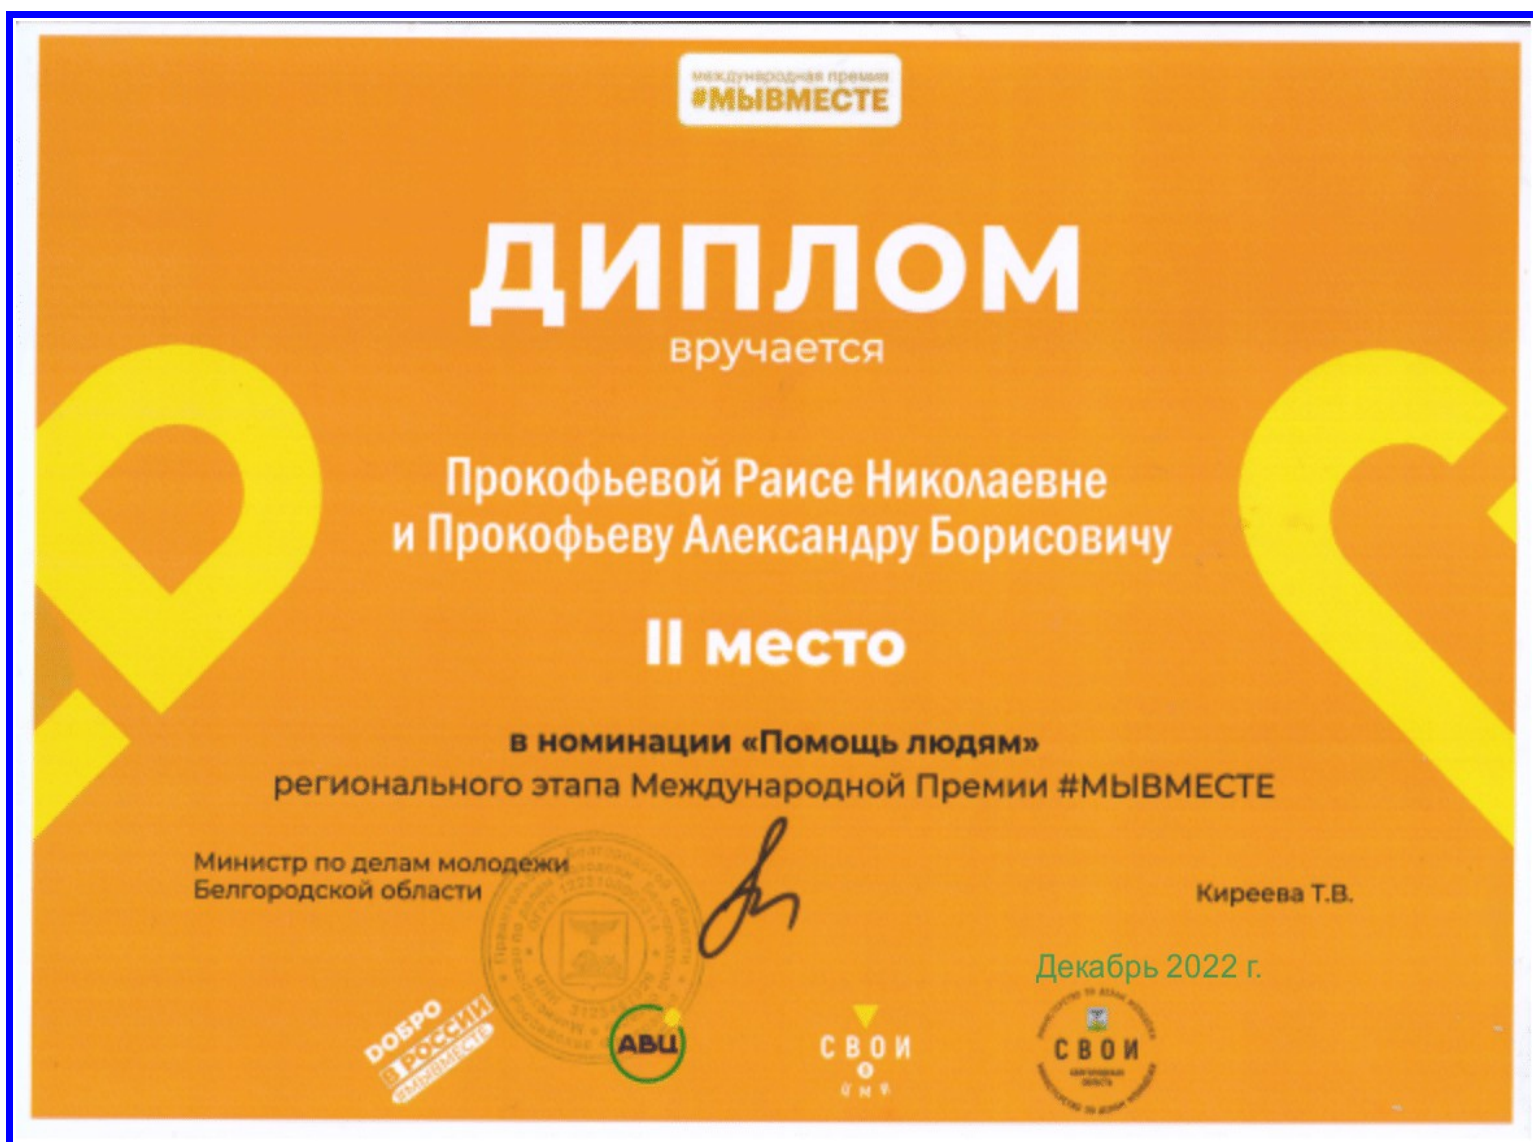 международная премия
#МЫВМЕСТЕ
ДИПЛОМ
вручается
Прокофьевой Раисе Николаевне
и Прокофьеву Александру Борисовичу
II место
в номинации «Помощь людям»
регионального этапа Международной Премии #МЫВМЕСТЕ
Министр по делам молодежи
Белгородской области
Киреева Т.В.
Декабрь 2022 г.
ДОБРО
В РОССИИ
#МЫВМЕСТЕ
АВЦ
СВОИ
СВОИ